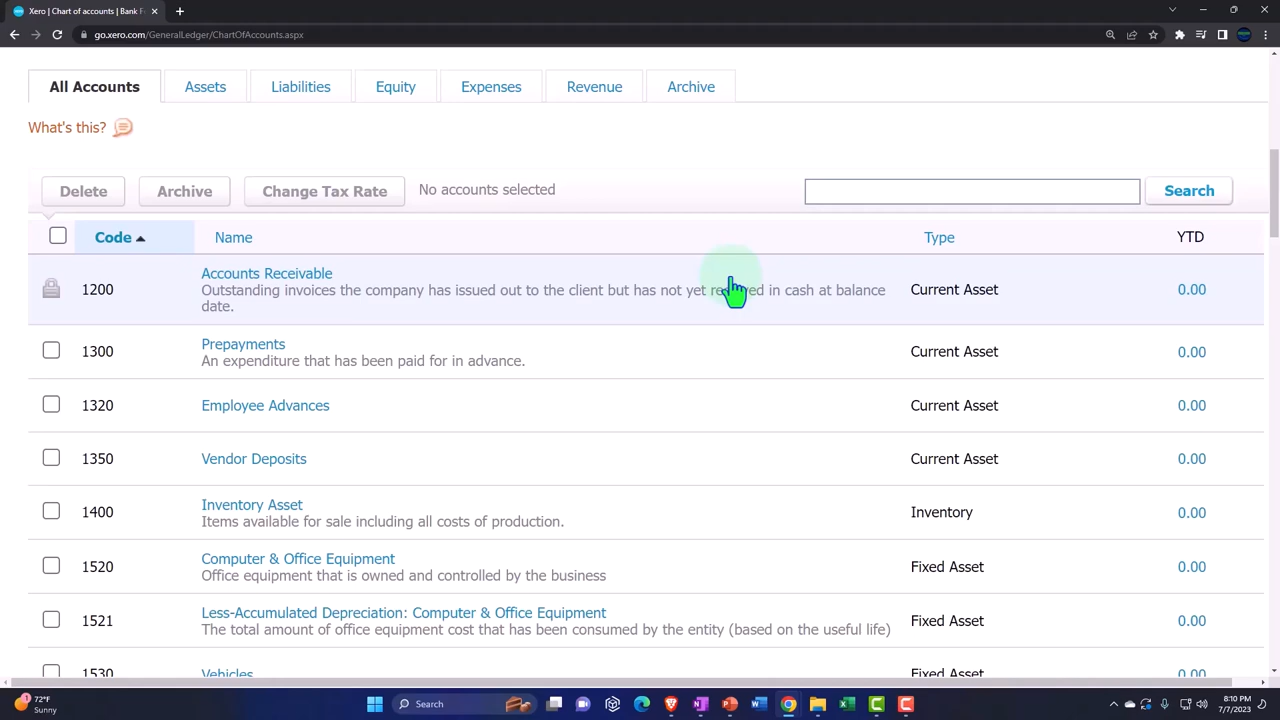 Xero | Chart of accounts | Bank F
go.xero.com/GeneralLedger/ChartOfAccounts.aspx
All Accounts
Assets
Liabilities
Equity
Expenses
Revenue
Archive
What's this?
Delete
Archive
Change Tax Rate
No accounts selected
Search
Code
Name
Type
YTD
1200
Accounts Receivable
Outstanding invoices the company has issued out to the client but has not yet received in cash at balance
date.
Current Asset
0.00
1300
Prepayments
An expenditure that has been paid for in advance.
Current Asset
0.00
1320
Employee Advances
Current Asset
0.00
1350
Vendor Deposits
Current Asset
0.00
1400
Inventory Asset
Items available for sale including all costs of production.
Inventory
0.00
1520
Computer & Office Equipment
Office equipment that is owned and controlled by the business
Fixed Asset
0.00
1521
Less-Accumulated Depreciation: Computer & Office Equipment
The total amount of office equipment cost that has been consumed by the entity (based on the useful life)
Fixed Asset
0.00
1530
Vehicles
Fixed Asset
0.00
72°F
Sunny
Search
8:10 PM
7/7/2023